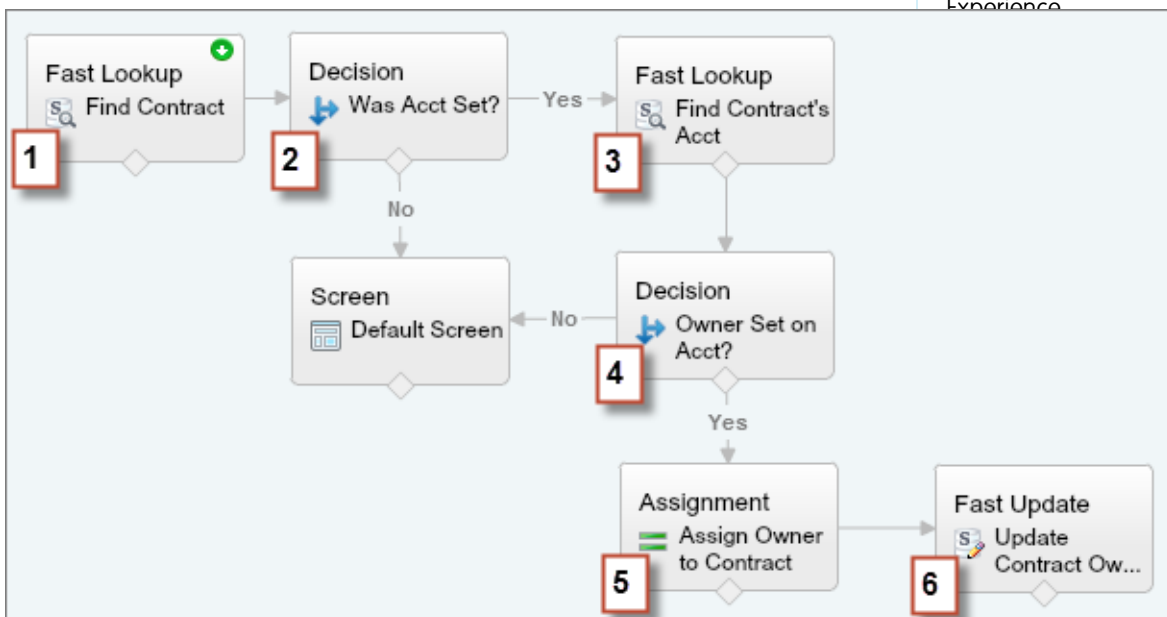 Experience
Fast Lookup
Find Contract
1
Decision
Was Acct Set?
2
Yes
Fast Lookup
Find Contract's
Acct
3
No
Screen
Default Screen
No
Decision
Owner Set on
Acct?
4
Yes
Assignment
Assign Owner
to Contract
5
Fast Update
Update
Contract Ow...
6